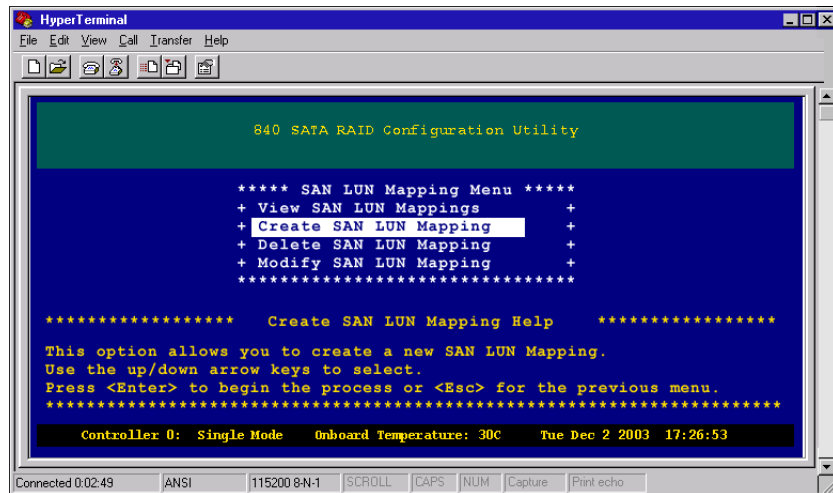 HyperTerminal
File Edit View Call Transfer Help
840 SATA RAID Configuration Utility
***** SAN LUN Mapping Menu *****
+ View SAN LUN Mappings +
+ Create SAN LUN Mapping +
+ Delete SAN LUN Mapping +
+ Modify SAN LUN Mapping +
********************************
****************** Create SAN LUN Mapping Help *****************
This option allows you to create a new SAN LUN Mapping.
Use the up/down arrow keys to select.
Press <Enter> to begin the process or <Esc> for the previous menu.
**********************************************************************
Controller 0: Single Mode Onboard Temperature: 30C Tue Dec 2 2003 17:26:53
Connected 0:02:49 ANSI 115200 8-N-1 SCROLL CAPS NUM Capture Print echo